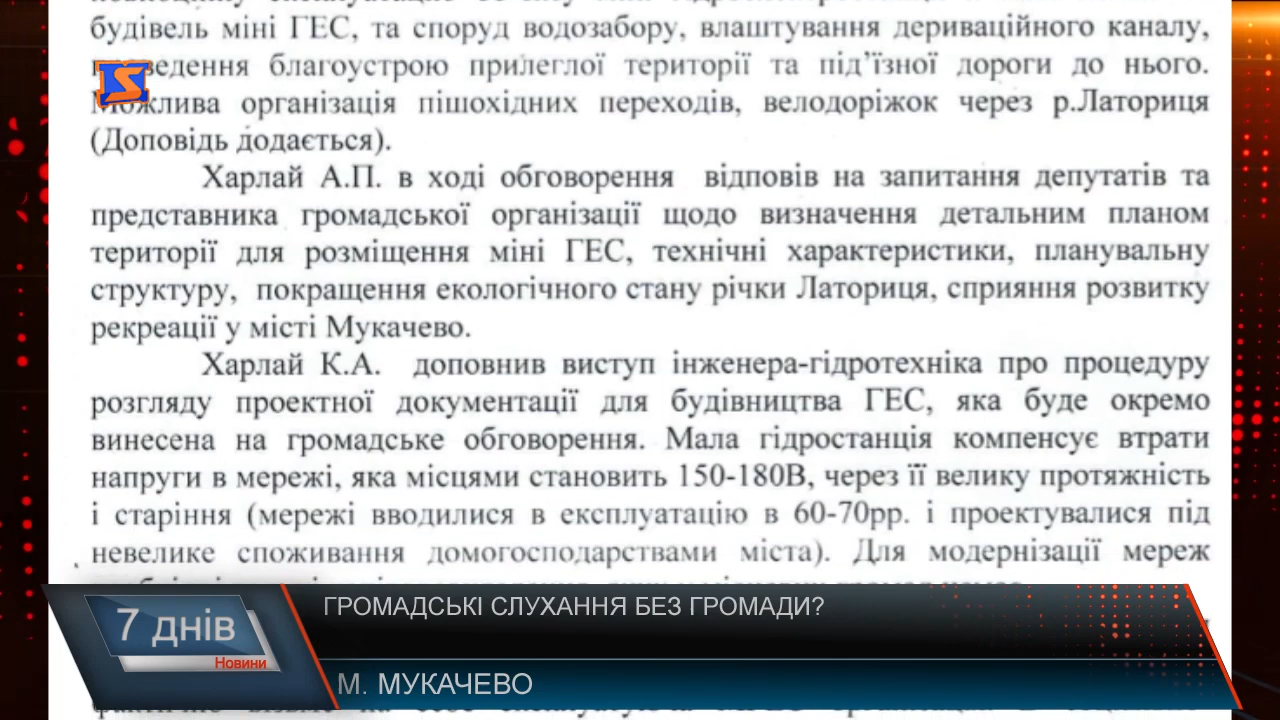 будівель міні ГЕС, та споруд водозабору, влаштування дериваційного каналу,
благоустрою прилеглої території та під’їзної дороги до нього.
Можлива організація пішохідних переходів, велодоріжок через р.Латориця
(Доповідь додається).
Харлай А.П. в ході обговорення відповів на запитання депутатів та
представника громадської організації щодо визначення детальним планом
території для розміщення міні ГЕС, технічні характеристики, планувальну
структуру, покращення екологічного стану річки Латориця, сприяння розвитку
рекреації у місті Мукачево.
Харлай К.А. доповнив виступ інженера-гідротехніка про процедуру
розгляду проектної документації для будівництва ГЕС, яка буде окремо
винесена на громадське обговорення. Мала гідростанція компенсує втрати
напруги в мережі, яка місцями становить 150-180В, через її велику протяжність
і старіння (мережі вводилися в експлуатацію в 60-70рр. і проектувалися під
невелике споживання домогосподарствами міста). Для модернізації мереж
7 днів
Новини
ГРОМАДСЬКІ СЛУХАННЯ БЕЗ ГРОМАДИ?
М. МУКАЧЕВО